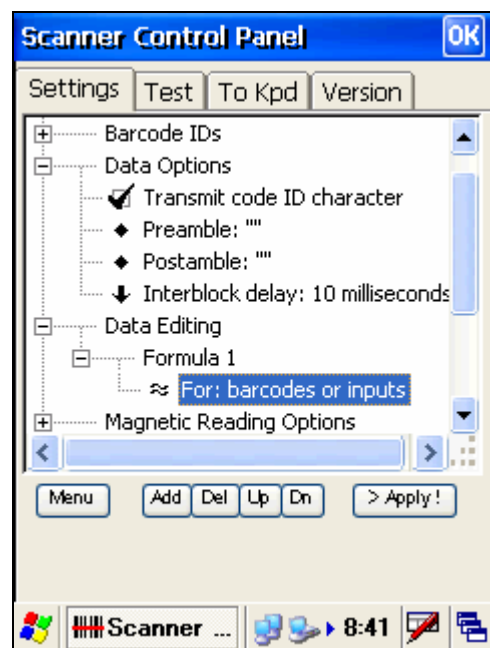 Scanner Control Panel OK
Settings Test To Kpd Version
Barcode IDs
Data Options
Transmit code ID character
Preamble: ""
Postamble: ""
Interblock delay: 10 milliseconds
Data Editing
Formula 1
For: barcodes or inputs
Magnetic Reading Options
Menu Add Del Up Dn > Apply !
Scanner ... 8:41